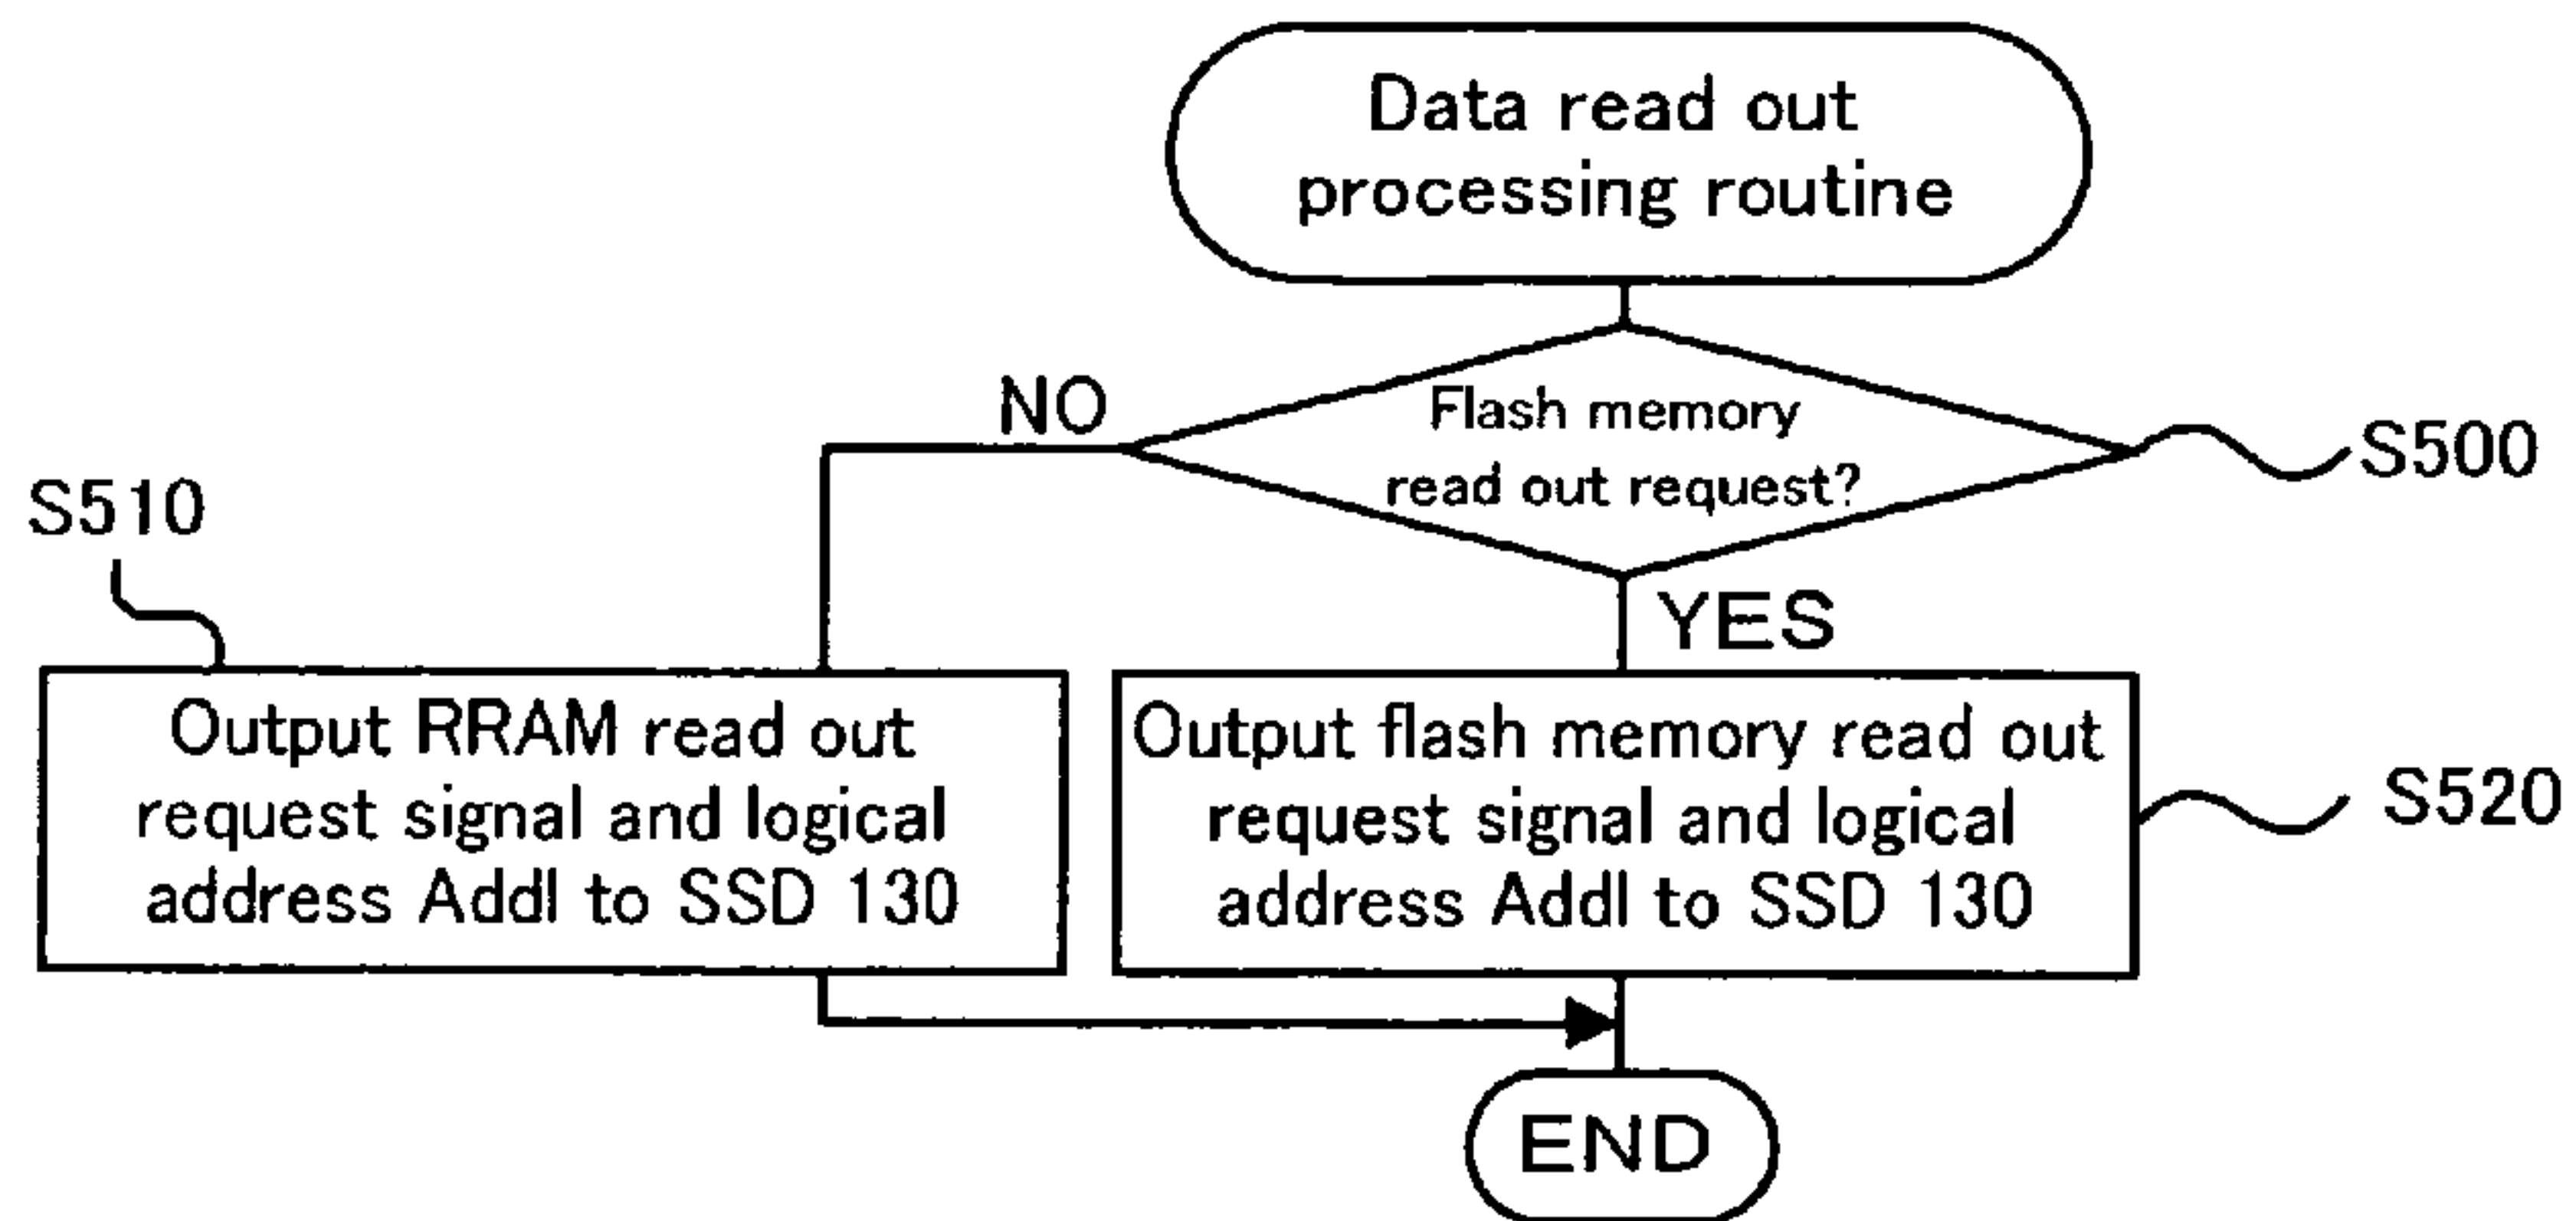 Data read out
processing routine
NO
Flash memory
read out request?
S500
S510
YES
Output RRAM read out
request signal and logical
address Addl to SSD 130
Output flash memory read out
request signal and logical
address Addl to SSD 130
S520
END